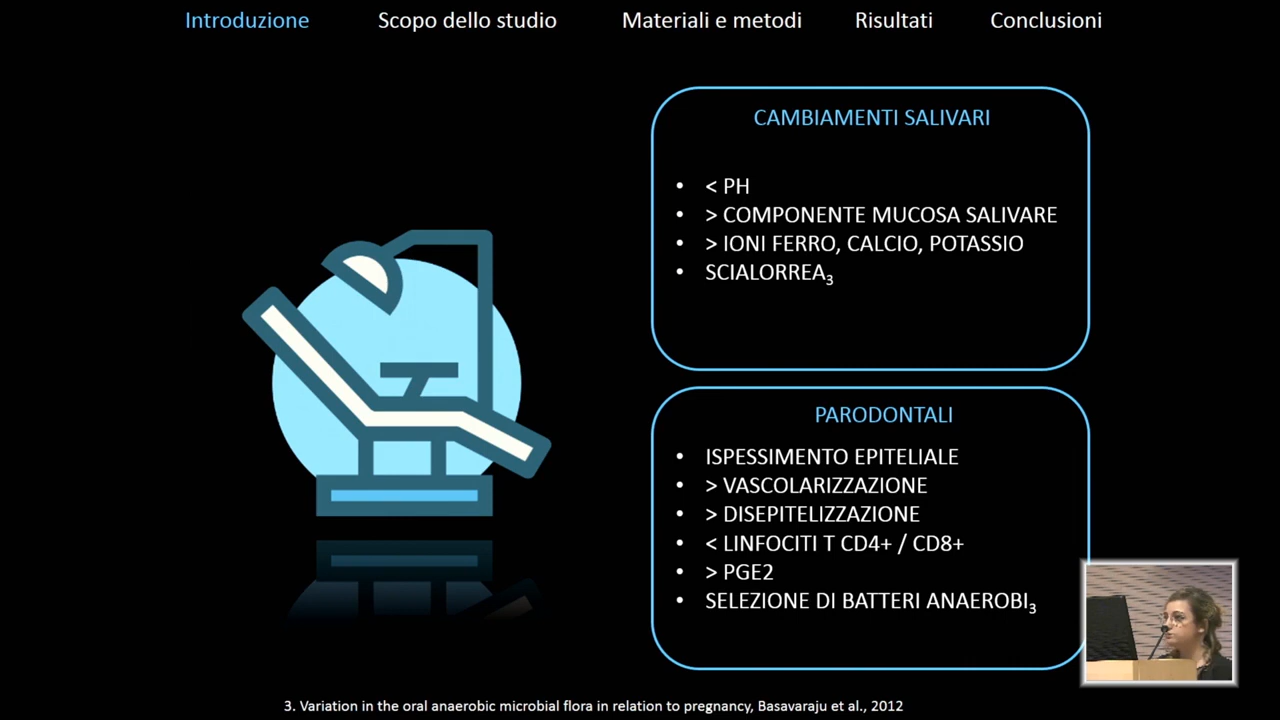 Introduzione Scopo dello studio Materiali e metodi Risultati Conclusioni
CAMBIAMENTI SALIVARI
• < PH
• > COMPONENTE MUCOSA SALIVARE
• > IONI FERRO, CALCIO, POTASSIO
• SCIALORREA3
PARODONTALI
• ISPESSIMENTO EPITELIALE
• > VASCOLARIZZAZIONE
• > DISEPITELIZZAZIONE
• < LINFOCITI T CD4+ / CD8+
• > PGE2
• SELEZIONE DI BATTERI ANAEROBI3
3. Variation in the oral anaerobic microbial flora in relation to pregnancy, Basavaraju et al., 2012